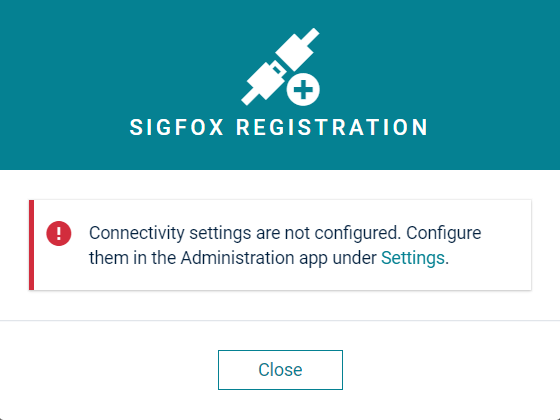 SIGFOX REGISTRATION
Connectivity settings are not configured. Configure
them in the Administration app under Settings.
Close